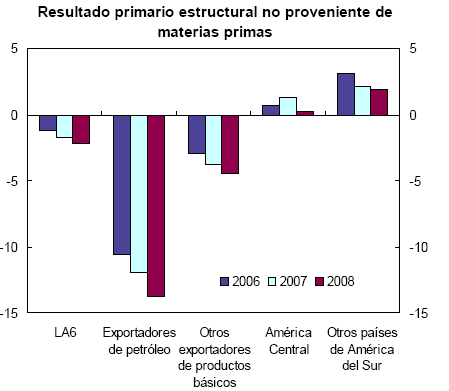 Resultado primario estructural no proveniente de
materias primas
5
0
-5
-10
-15
5
0
-5
-10
-15
2006 2007 2008
LA6
Exportadores
de petróleo
Otros
exportadores
de productos
básicos
América
Central
Otros países
de América
del Sur